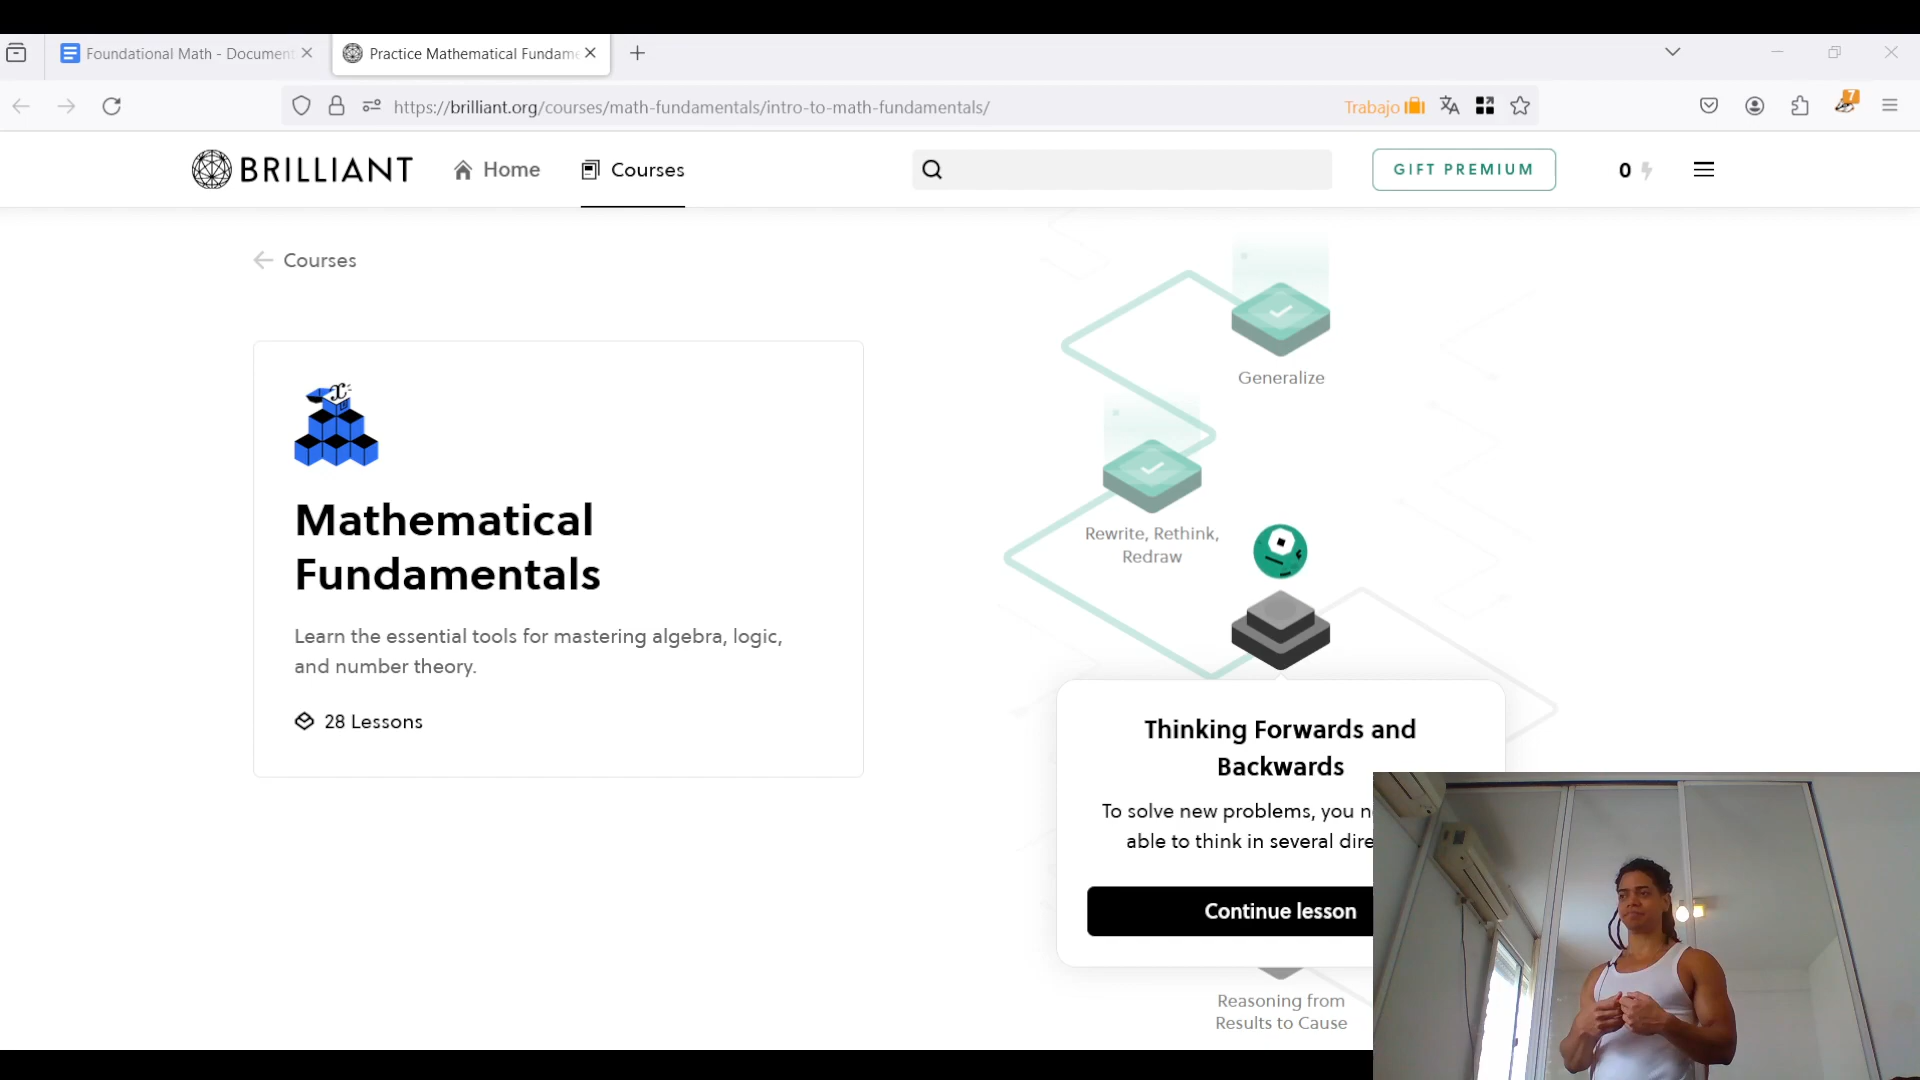 Foundational Math - Document
Practice Mathematical Fundame
https://brilliant.org/courses/math-fundamentals/intro-to-math-fundamentals/
Trabajo
7
BRILLIANT
Home
Courses
GIFT PREMIUM
0
Courses
x
Mathematical
Fundamentals
Learn the essential tools for mastering algebra, logic,
and number theory.
28 Lessons
Generalize
Rewrite, Rethink,
Redraw
Thinking Forwards and
Backwards
To solve new problems, you n
able to think in several dire
Continue lesson
Reasoning from
Results to Cause